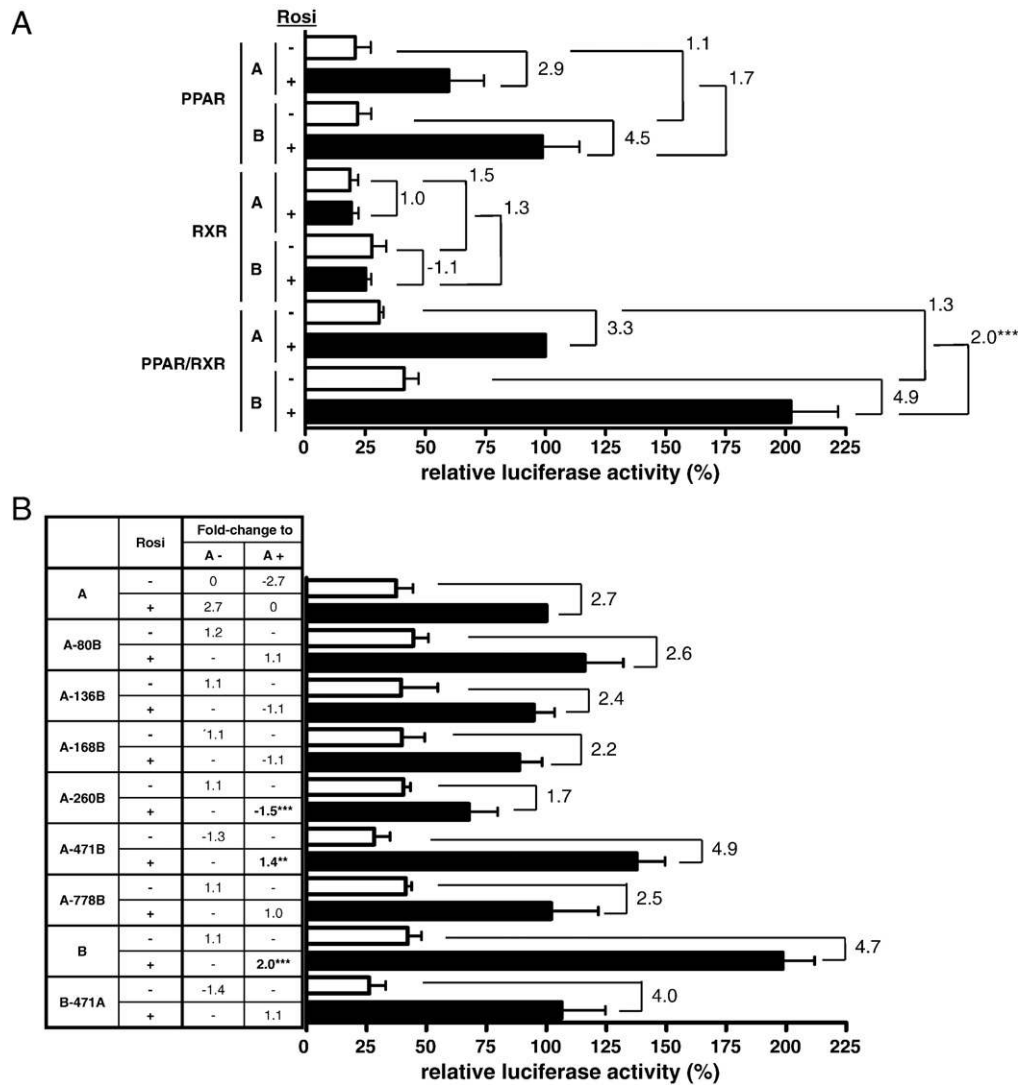 A
Rosi
PPAR
A
-
+
2.9
1.1
1.7
B
-
+
4.5
RXR
A
-
+
1.0
1.5
1.3
B
-
+
-1.1
PPAR/RXR
A
-
+
3.3
1.3
2.0***
B
-
+
4.9
0 25 50 75 100 125 150 175 200 225
relative luciferase activity (%)
B
Rosi Fold-change to
A - A +
A - 0 -2.7
+ 2.7 0
2.7
A-80B - 1.2 -
+ - 1.1
2.6
A-136B - 1.1 -
+ - -1.1
2.4
A-168B - ´1.1 -
+ - -1.1
2.2
A-260B - 1.1 -
+ - -1.5***
1.7
A-471B - -1.3 -
+ - 1.4**
4.9
A-778B - 1.1 -
+ - 1.0
2.5
B - 1.1 -
+ - 2.0***
4.7
B-471A - -1.4 -
+ - 1.1
4.0
0 25 50 75 100 125 150 175 200 225
relative luciferase activity (%)